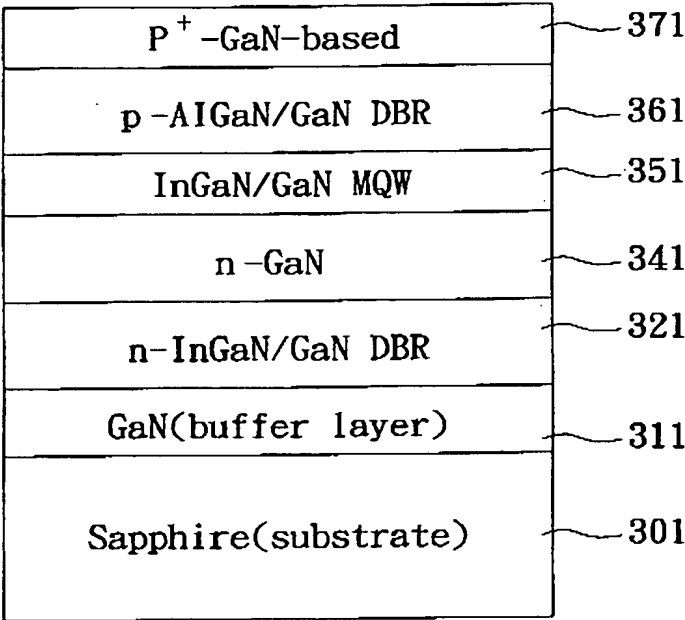 P+-GaN-based 371
p-AlGaN/GaN DBR 361
InGaN/GaN MQW 351
n-GaN 341
n-InGaN/GaN DBR 321
GaN(buffer layer) 311
Sapphire(substrate) 301